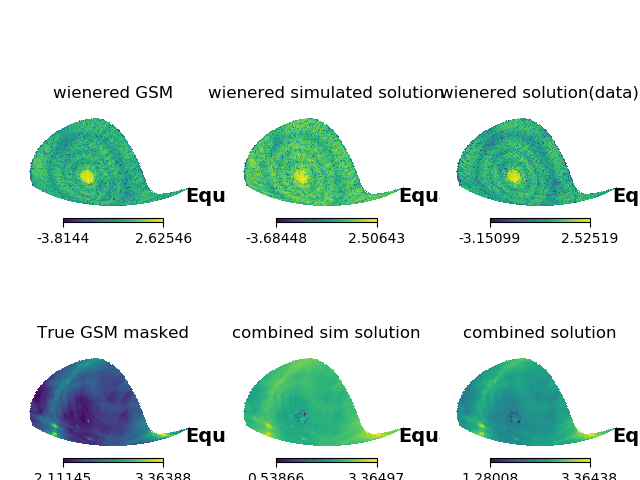 wienered GSM
wienered simulated solution
wienered solution(data)
Equ
Equ
Eq
-3.8144 2.62546
-3.68448 2.50643
-3.15099 2.52519
True GSM masked
combined sim solution
combined solution
Equ
Equ
Eq
2.11145 3.36388
0.53866 3.36497
1.28008 3.36438